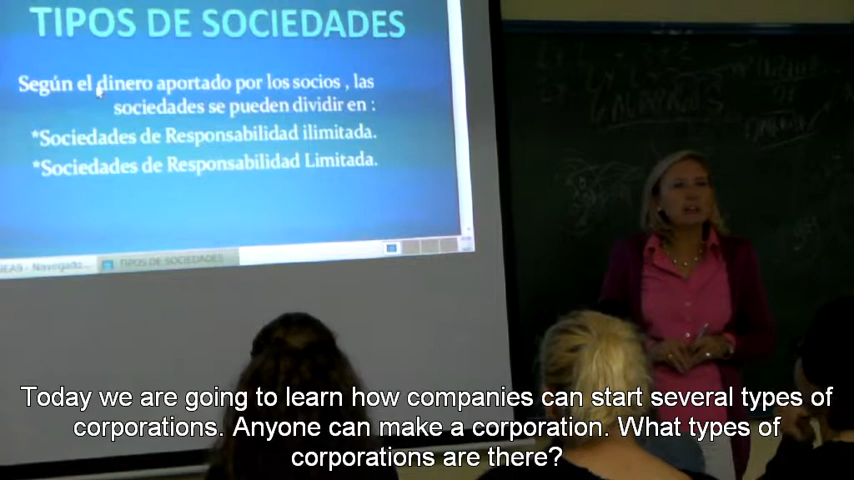 TIPOS DE SOCIEDADES
Según el dinero aportado por los socios , las
sociedades se pueden dividir en :
*Sociedades de Responsabilidad ilimitada.
*Sociedades de Responsabilidad Limitada.
Navegado...
TIPOS DE SOCIEDADES
Today we are going to learn how companies can start several types of
corporations. Anyone can make a corporation. What types of
corporations are there?